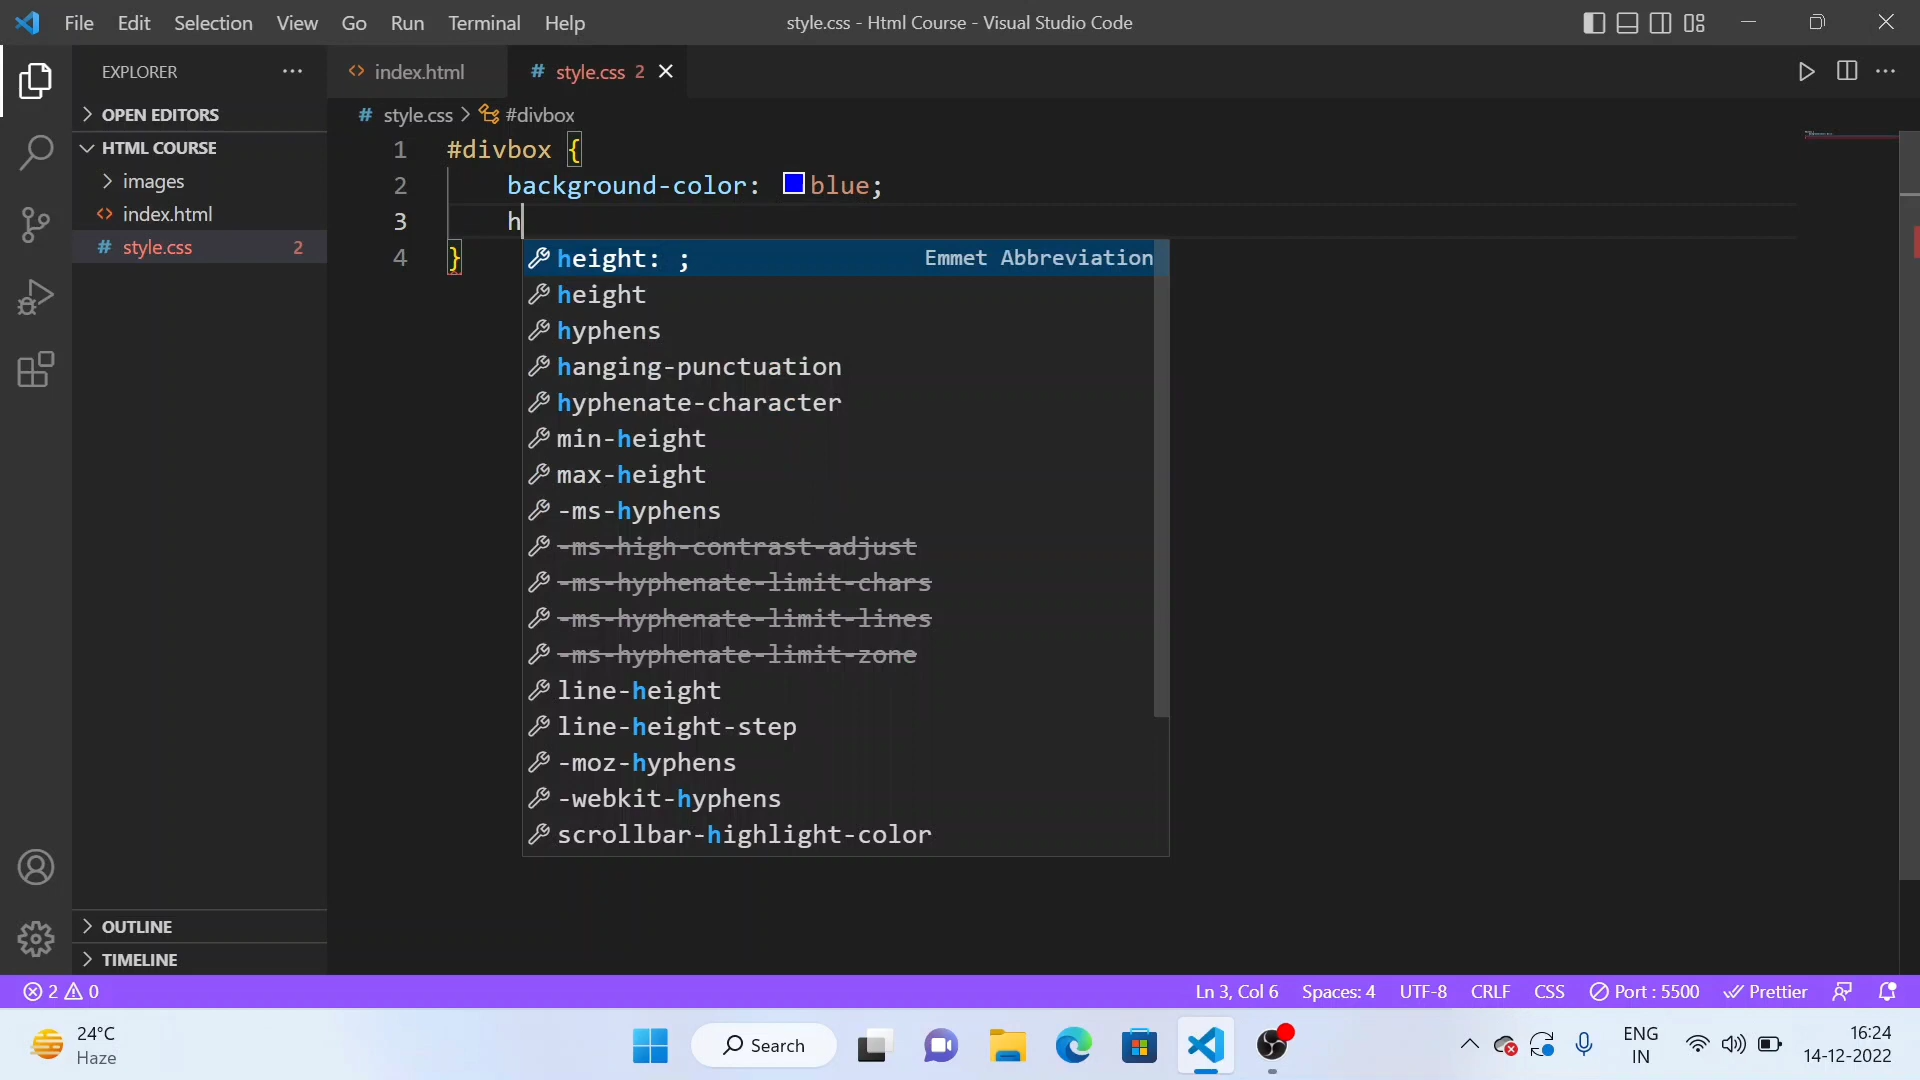 File Edit Selection View Go Run Terminal Help
style.css - Html Course - Visual Studio Code
EXPLORER
index.html
# style.css 2
OPEN EDITORS
HTML COURSE
images
index.html
# style.css 2
# style.css > #divbox
1 #divbox {
2 background-color: blue;
3 h
4 }
height: ; Emmet Abbreviation
height
hyphens
hanging-punctuation
hyphenate-character
min-height
max-height
-ms-hyphens
-ms-high-contrast-adjust
-ms-hyphenate-limit-chars
-ms-hyphenate-limit-lines
-ms-hyphenate-limit-zone
line-height
line-height-step
-moz-hyphens
-webkit-hyphens
scrollbar-highlight-color
OUTLINE
TIMELINE
2 0
Ln 3, Col 6 Spaces: 4 UTF-8 CRLF CSS Port : 5500 Prettier
24°C
Haze
Search
ENG
IN
16:24
14-12-2022